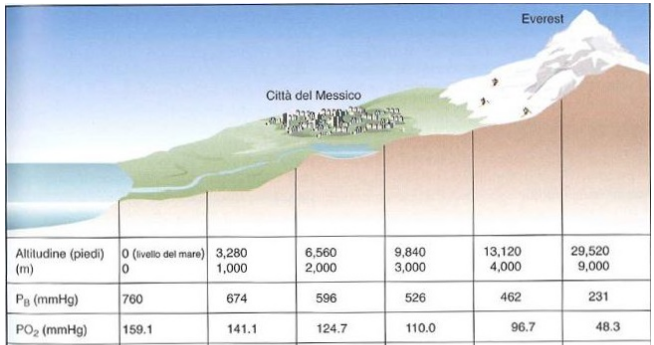 Everest
Città del Messico
Altitudine (piedi) 0 (livello del mare) 3,280 6,560 9,840 13,120 29,520
(m) 0 1,000 2,000 3,000 4,000 9,000
PB (mmHg) 760 674 596 526 462 231
PO2 (mmHg) 159.1 141.1 124.7 110.0 96.7 48.3